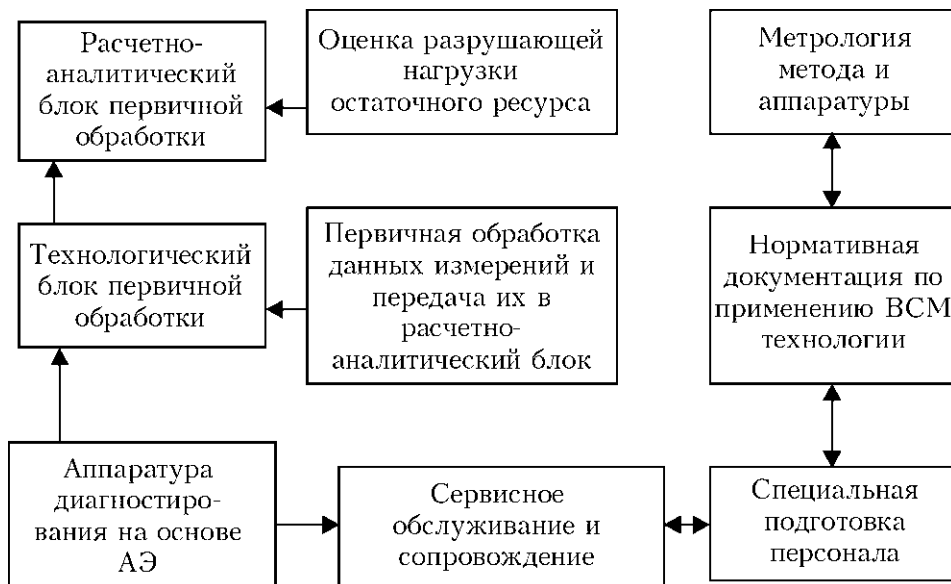 Расчетно-
аналитический
блок первичной
обработки
Оценка разрушающей
нагрузки
остаточного ресурса
Метрология
метода и
аппаратуры
Технологический
блок первичной
обработки
Первичная обработка
данных измерений и
передача их в
расчетно-
аналитический блок
Нормативная
документация по
применению ВСМ
технологии
Аппаратура
диагностиро-
вания на основе
АЭ
Сервисное
обслуживание и
сопровождение
Специальная
подготовка
персонала